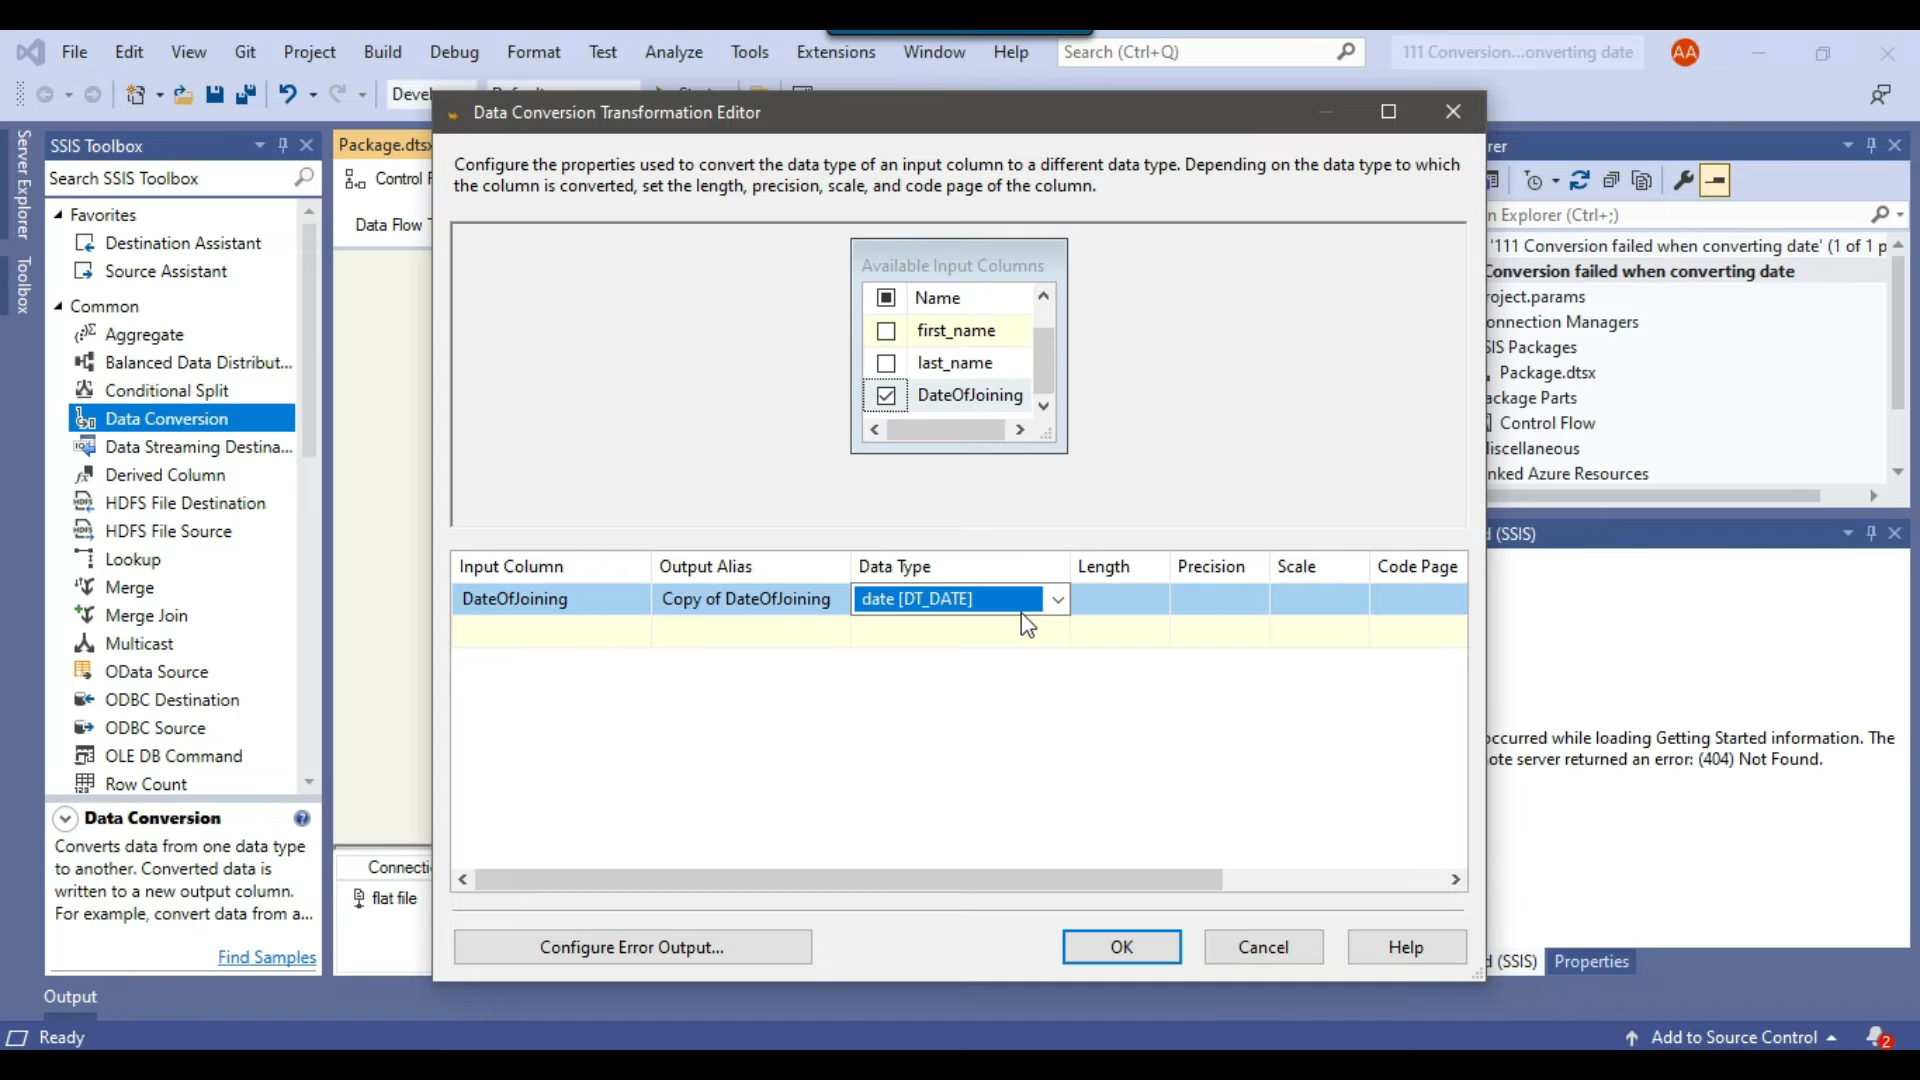 File Edit View Git Project Build Debug Format Test Analyze Tools Extensions Window Help Search (Ctrl+Q) 111 Conversion...onverting date AA
Data Conversion Transformation Editor
Configure the properties used to convert the data type of an input column to a different data type. Depending on the data type to which
the column is converted, set the length, precision, scale, and code page of the column.
Server Explorer
Toolbox
SSIS Toolbox
Search SSIS Toolbox
Favorites
Destination Assistant
Source Assistant
Common
Aggregate
Balanced Data Distribut...
Conditional Split
Data Conversion
Data Streaming Destina...
Derived Column
HDFS File Destination
HDFS File Source
Lookup
Merge
Merge Join
Multicast
OData Source
ODBC Destination
ODBC Source
OLE DB Command
Row Count
Data Conversion
Converts data from one data type
to another. Converted data is
written to a new output column.
For example, convert data from a...
Find Samples
Package.dtsx
Control
Data Flow
flat file
Available Input Columns
Name
first_name
last_name
DateOfJoining
Input Column Output Alias Data Type Length Precision Scale Code Page
DateOfJoining Copy of DateOfJoining date [DT_DATE]
Configure Error Output... OK Cancel Help
Explorer (Ctrl+;)
'111 Conversion failed when converting date' (1 of 1 p
Conversion failed when converting date
roject.params
onnection Managers
SIS Packages
Package.dtsx
ackage Parts
Control Flow
iscellaneous
nked Azure Resources
(SSIS)
occurred while loading Getting Started information. The
ote server returned an error: (404) Not Found.
(SSIS) Properties
Output
Ready
Add to Source Control 2